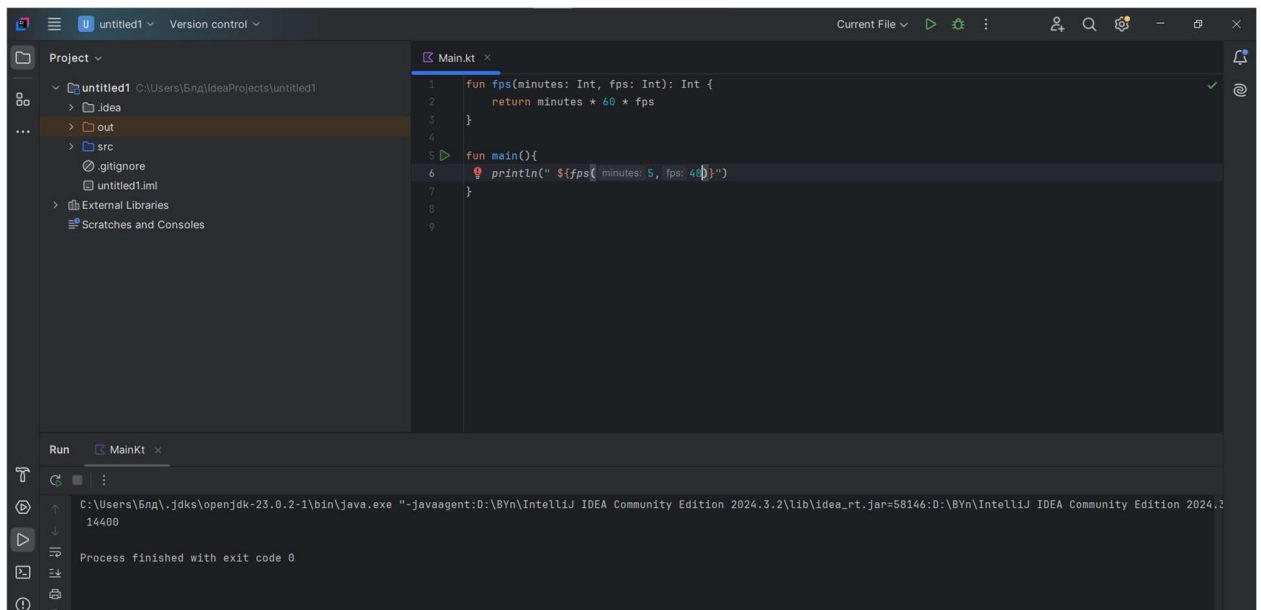 U untitled1 Version control Current File
Project
Main.kt
untitled1 C:\Users\Блд\IdeaProjects\untitled1
.idea
out
src
.gitignore
untitled1.iml
External Libraries
Scratches and Consoles
1 fun fps(minutes: Int, fps: Int): Int {
2 return minutes * 60 * fps
3 }
4
5 fun main(){
6 println(" ${fps( minutes: 5, fps: 48)}")
7 }
8
9
Run MainKt
C:\Users\Блд\.jdks\openjdk-23.0.2-1\bin\java.exe "-javaagent:D:\BYn\IntelliJ IDEA Community Edition 2024.3.2\lib\idea_rt.jar=58146:D:\BYn\IntelliJ IDEA Community Edition 2024.3
14400
Process finished with exit code 0